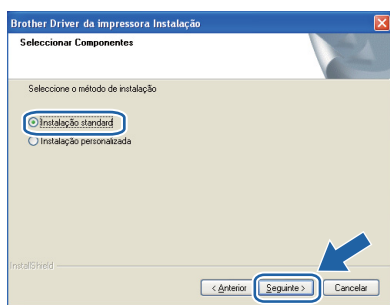 Brother Driver da impressora Instalação
Seleccionar Componentes
Seleccione o método de instalação
Instalação standard
Instalação personalizada
InstallShield
< Anterior
Seguinte >
Cancelar